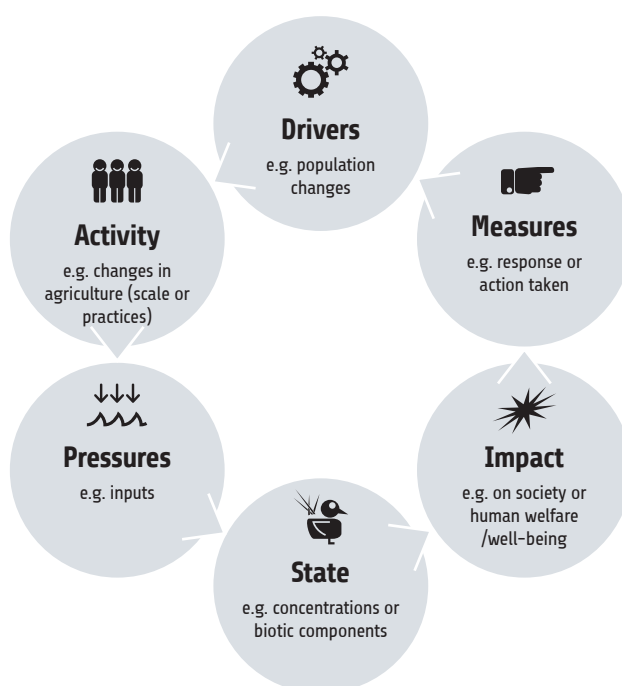 Drivers
e.g. population
changes
Activity
e.g. changes in
agriculture (scale or
practices)
Pressures
e.g. inputs
State
e.g. concentrations or
biotic components
Impact
e.g. on society or
human welfare
/well-being
Measures
e.g. response or
action taken